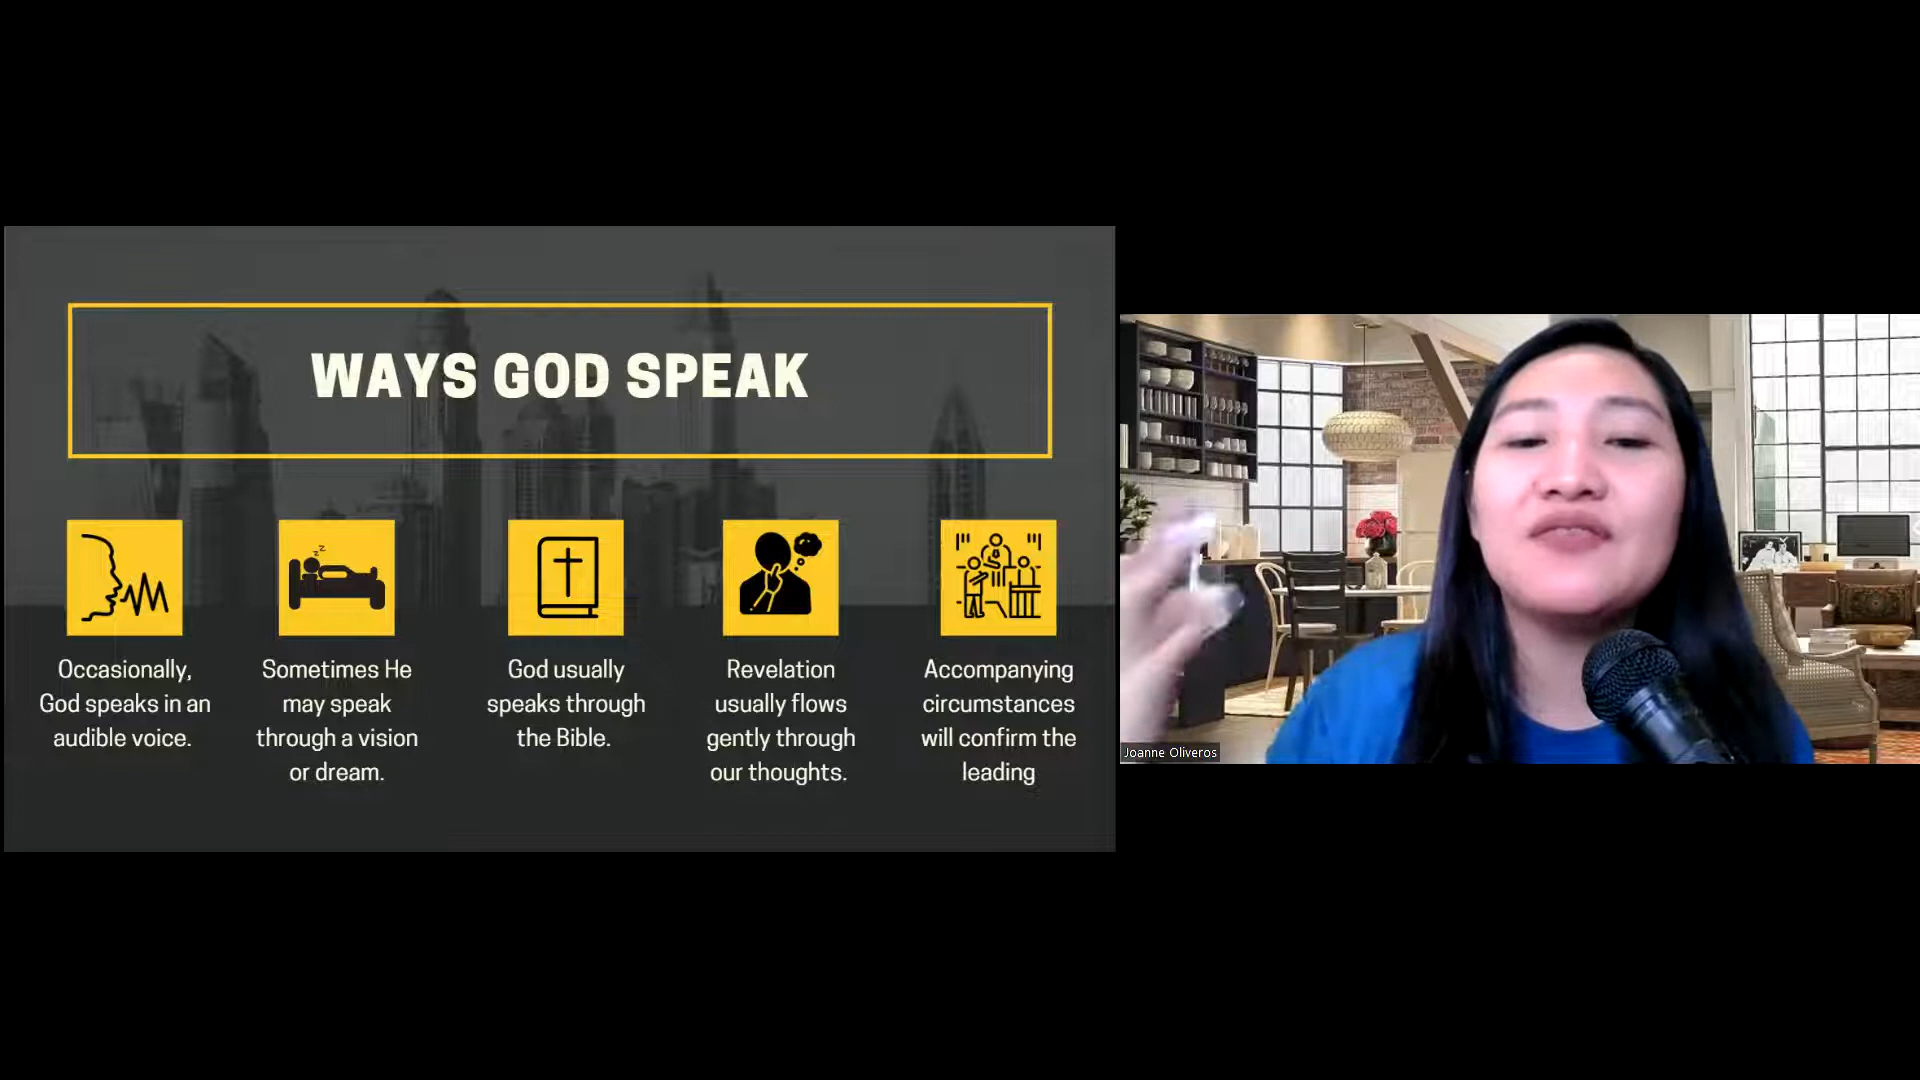 WAYS GOD SPEAK
Occasionally,
God speaks in an
audible voice.
Sometimes He
may speak
through a vision
or dream.
God usually
speaks through
the Bible.
Revelation
usually flows
gently through
our thoughts.
Accompanying
circumstances
will confirm the
leading
Joanne Oliveros